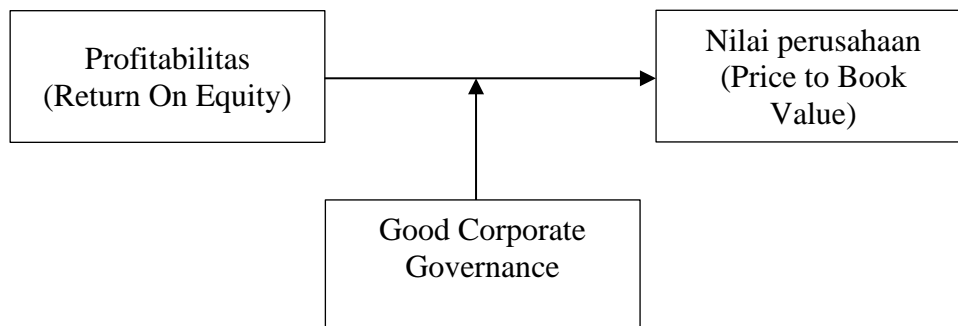 Profitabilitas
(Return On Equity)
Nilai perusahaan
(Price to Book
Value)
Good Corporate
Governance